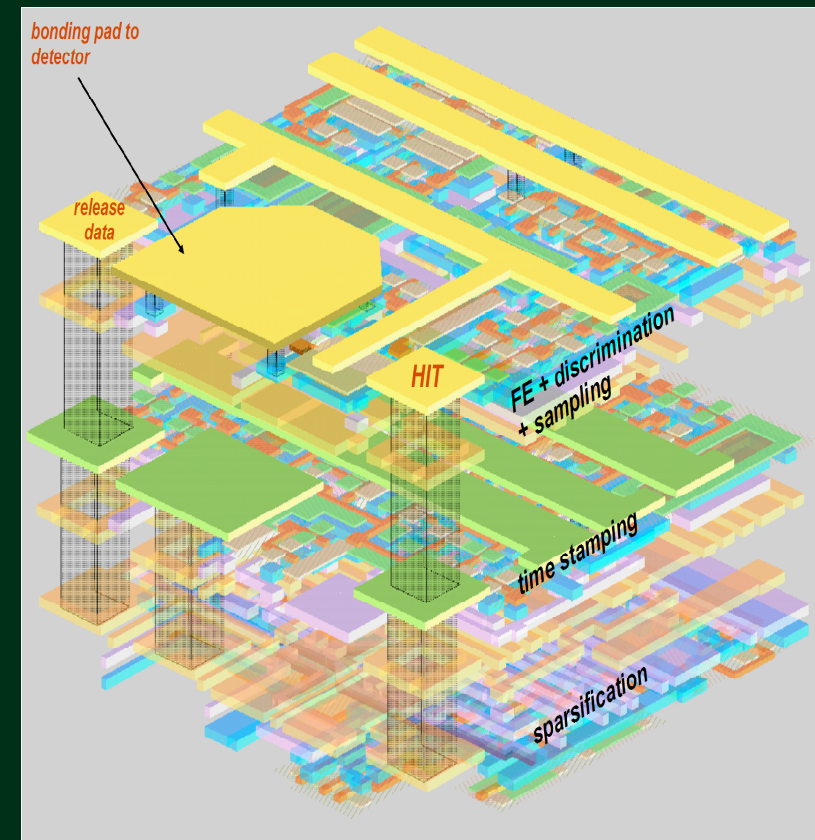 bonding pad to
detector
release
data
HIT
FE + discrimination
+ sampling
time stamping
sparsification